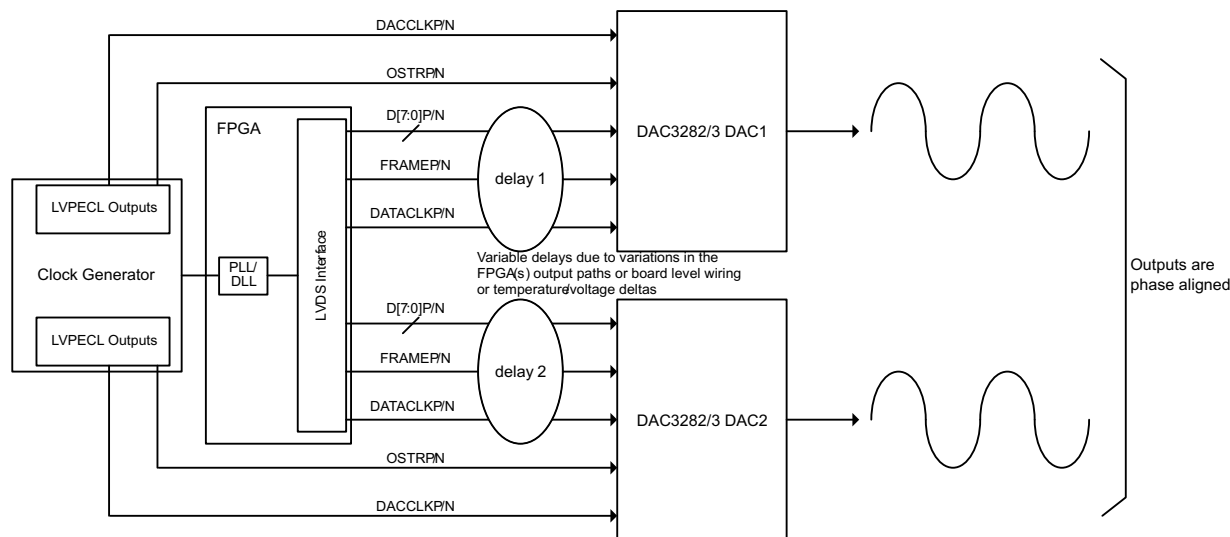 DACCLKP/N
OSTRP/N
FPGA
D[7:0]P/N
DAC3282/3 DAC1
FRAMEP/N
delay 1
LVPECL Outputs
DATACLKP/N
Variable delays due to variations in the
FPGA(s) output paths or board level wiring
or temperature/voltage deltas
Clock Generator
PLL/
DLL
LVDS Interface
Outputs are
phase aligned
D[7:0]P/N
LVPECL Outputs
FRAMEP/N
delay 2
DATACLKP/N
DAC3282/3 DAC2
OSTRP/N
DACCLKP/N